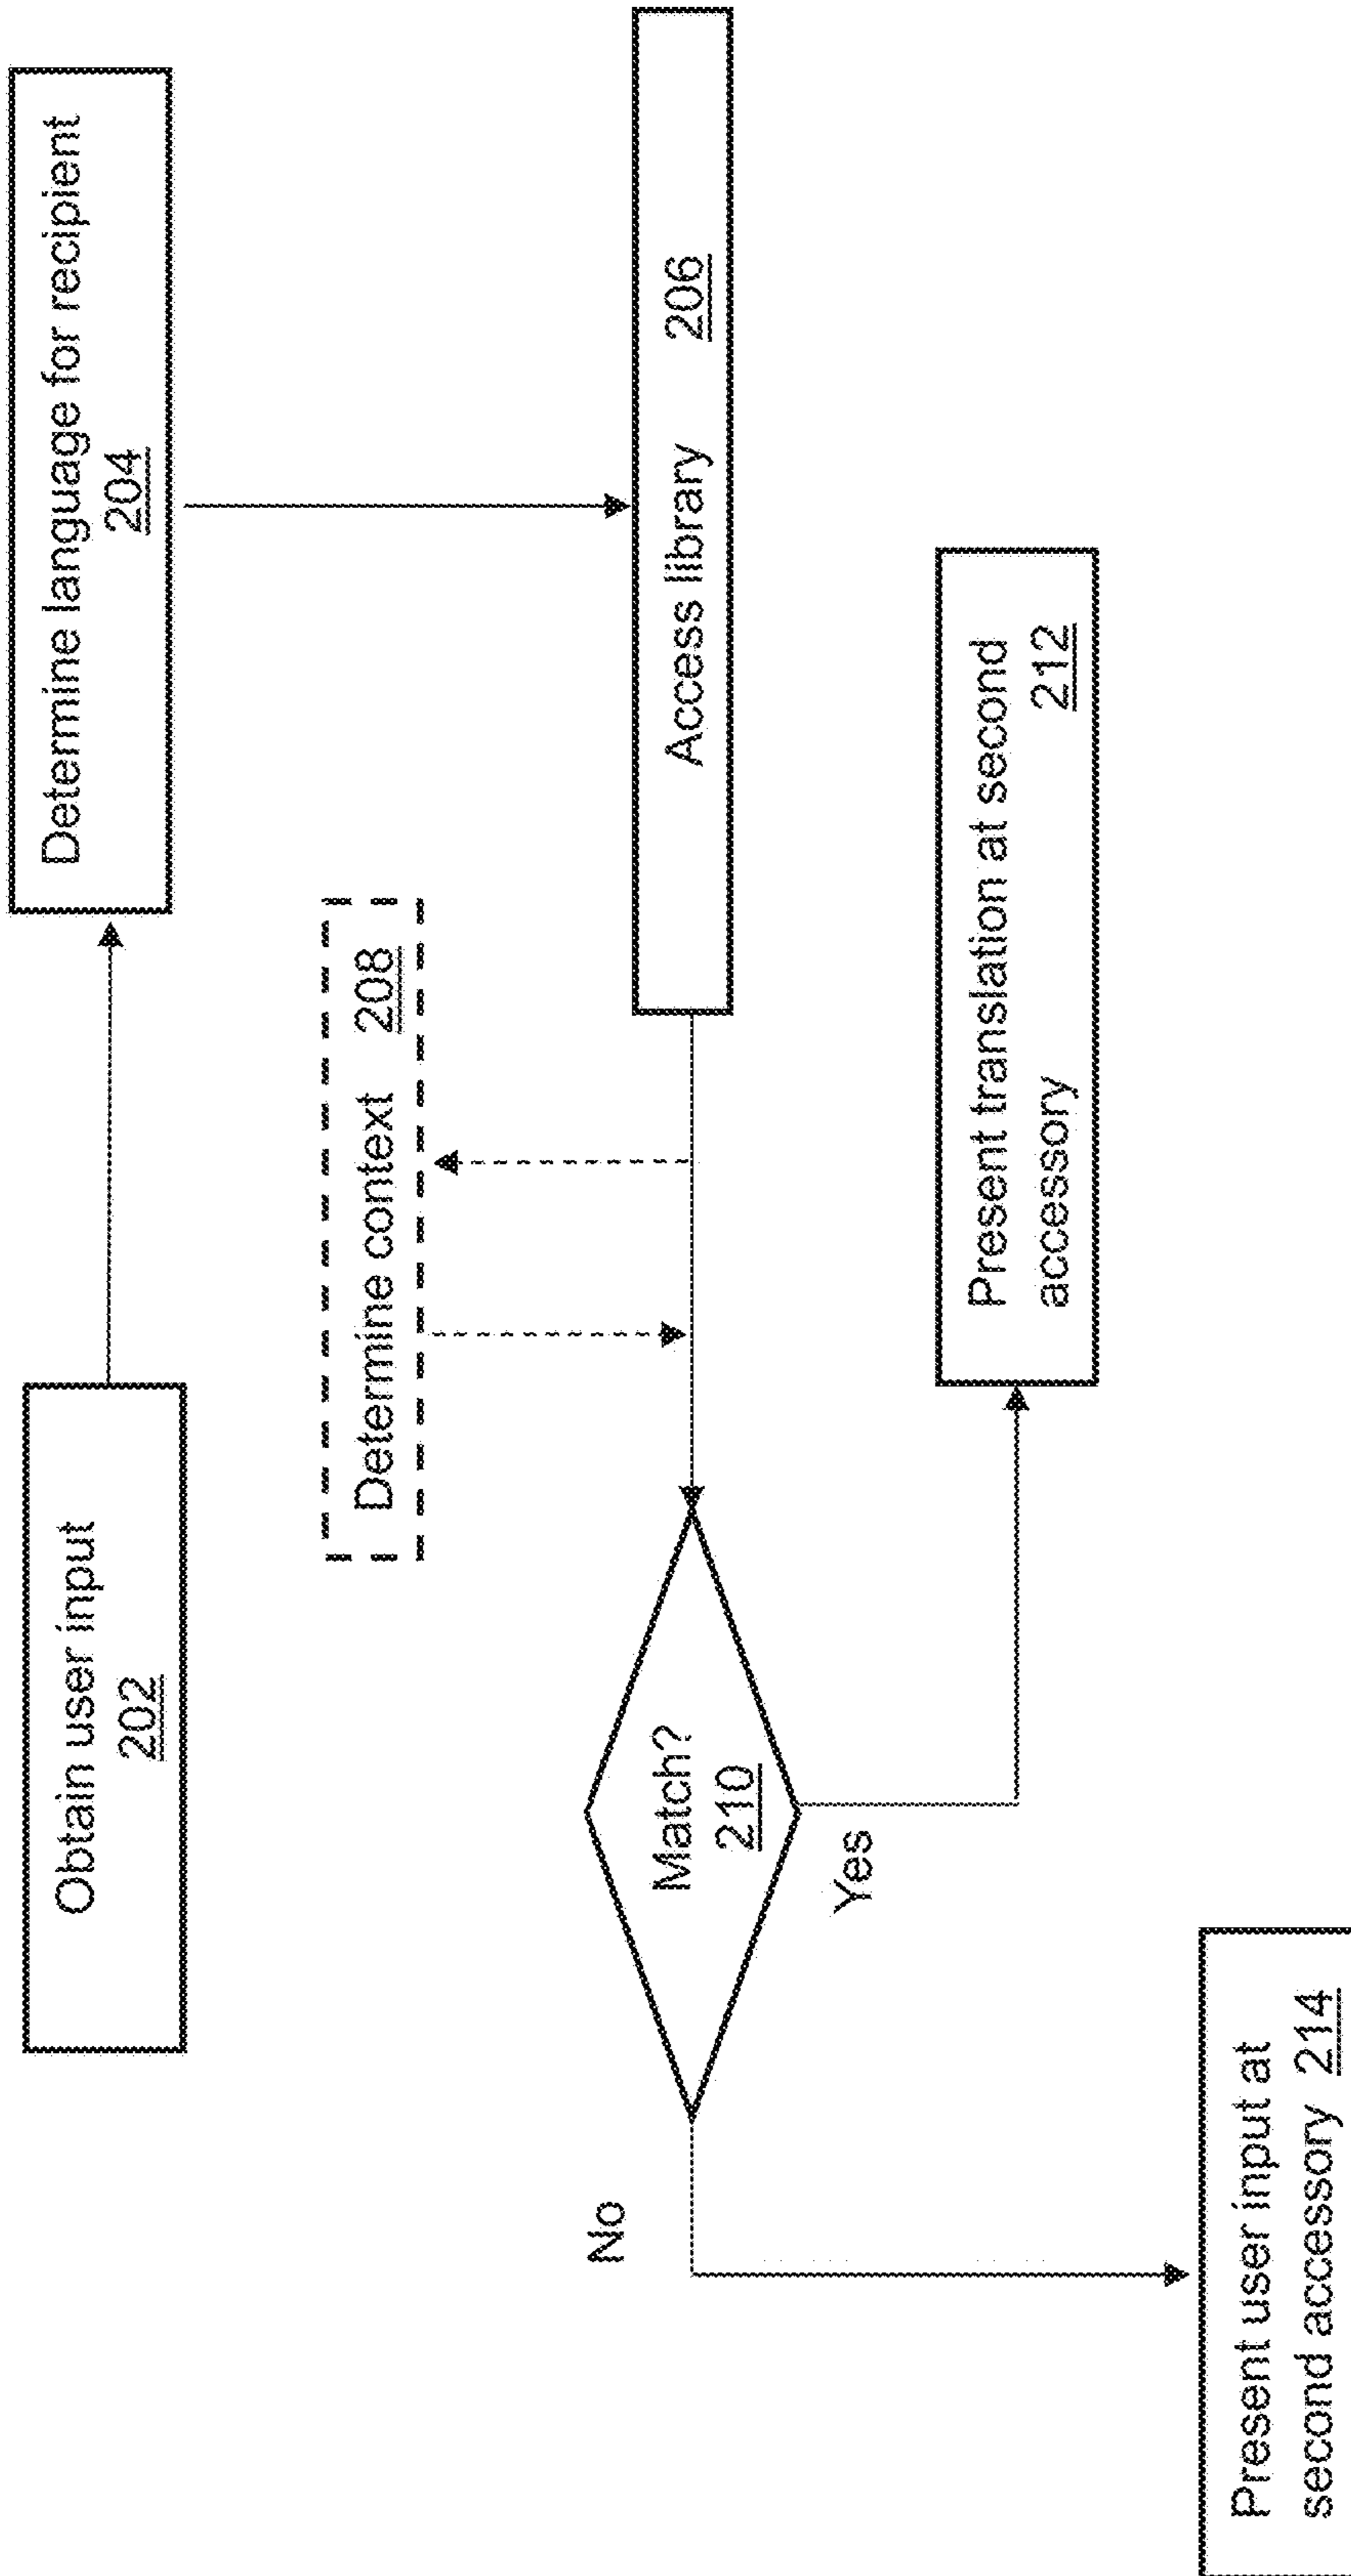 Obtain user input
202
Determine language for recipient
204
Determine context 208
Access library 206
Match?
210
No
Yes
Present translation at second
accessory 212
Present user input at
second accessory 214